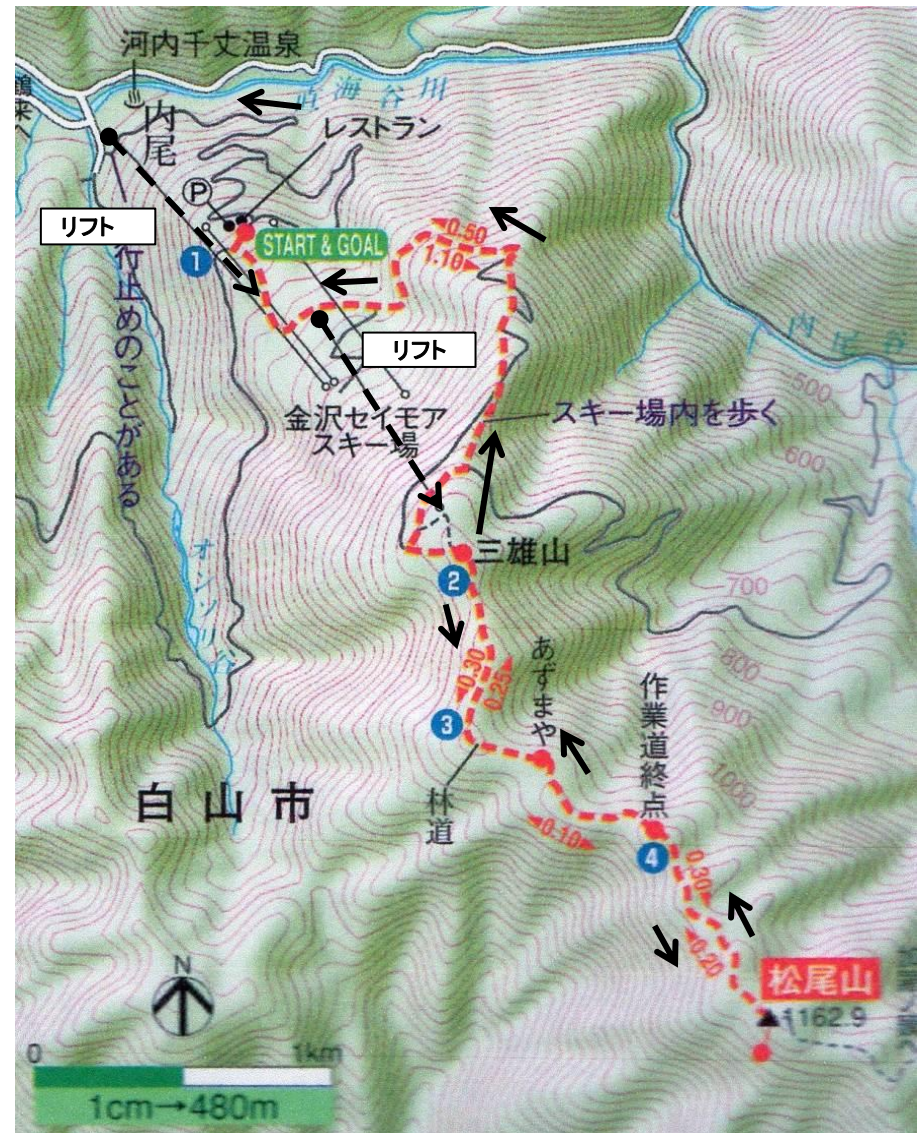 河内千丈温泉
鶴来へ
直海谷川
内尾
レストラン
P
リフト
1
START & GOAL
0.50
1.10
行止めのことがある
リフト
内尾谷
500
金沢セイモア
スキー場
スキー場内を歩く
600
オンソリ谷
三雄山
2
700
あずまや
800
0.30
0.25
作業道終点
900
3
1000
白山市
林道
0.10
4
0.30
0.20
N
松尾山
1162.9
0
1km
1cm→480m